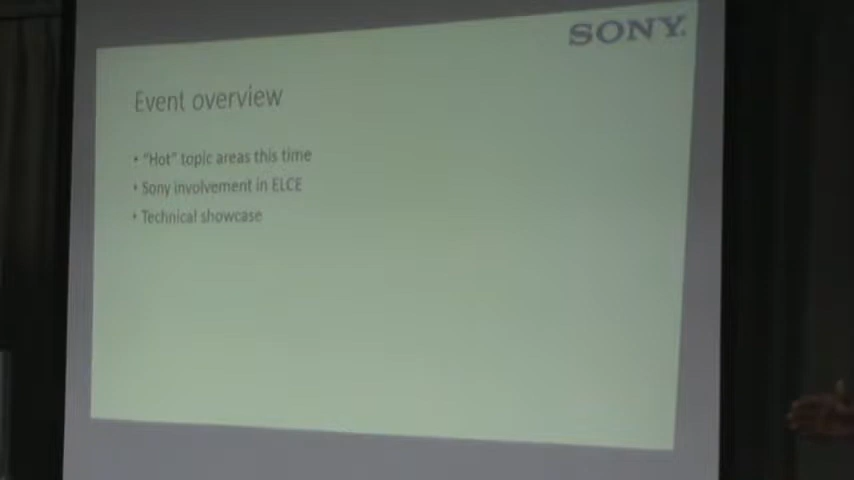 SONY
Event overview
• "Hot" topic areas this time
• Sony involvement in ELCE
• Technical showcase